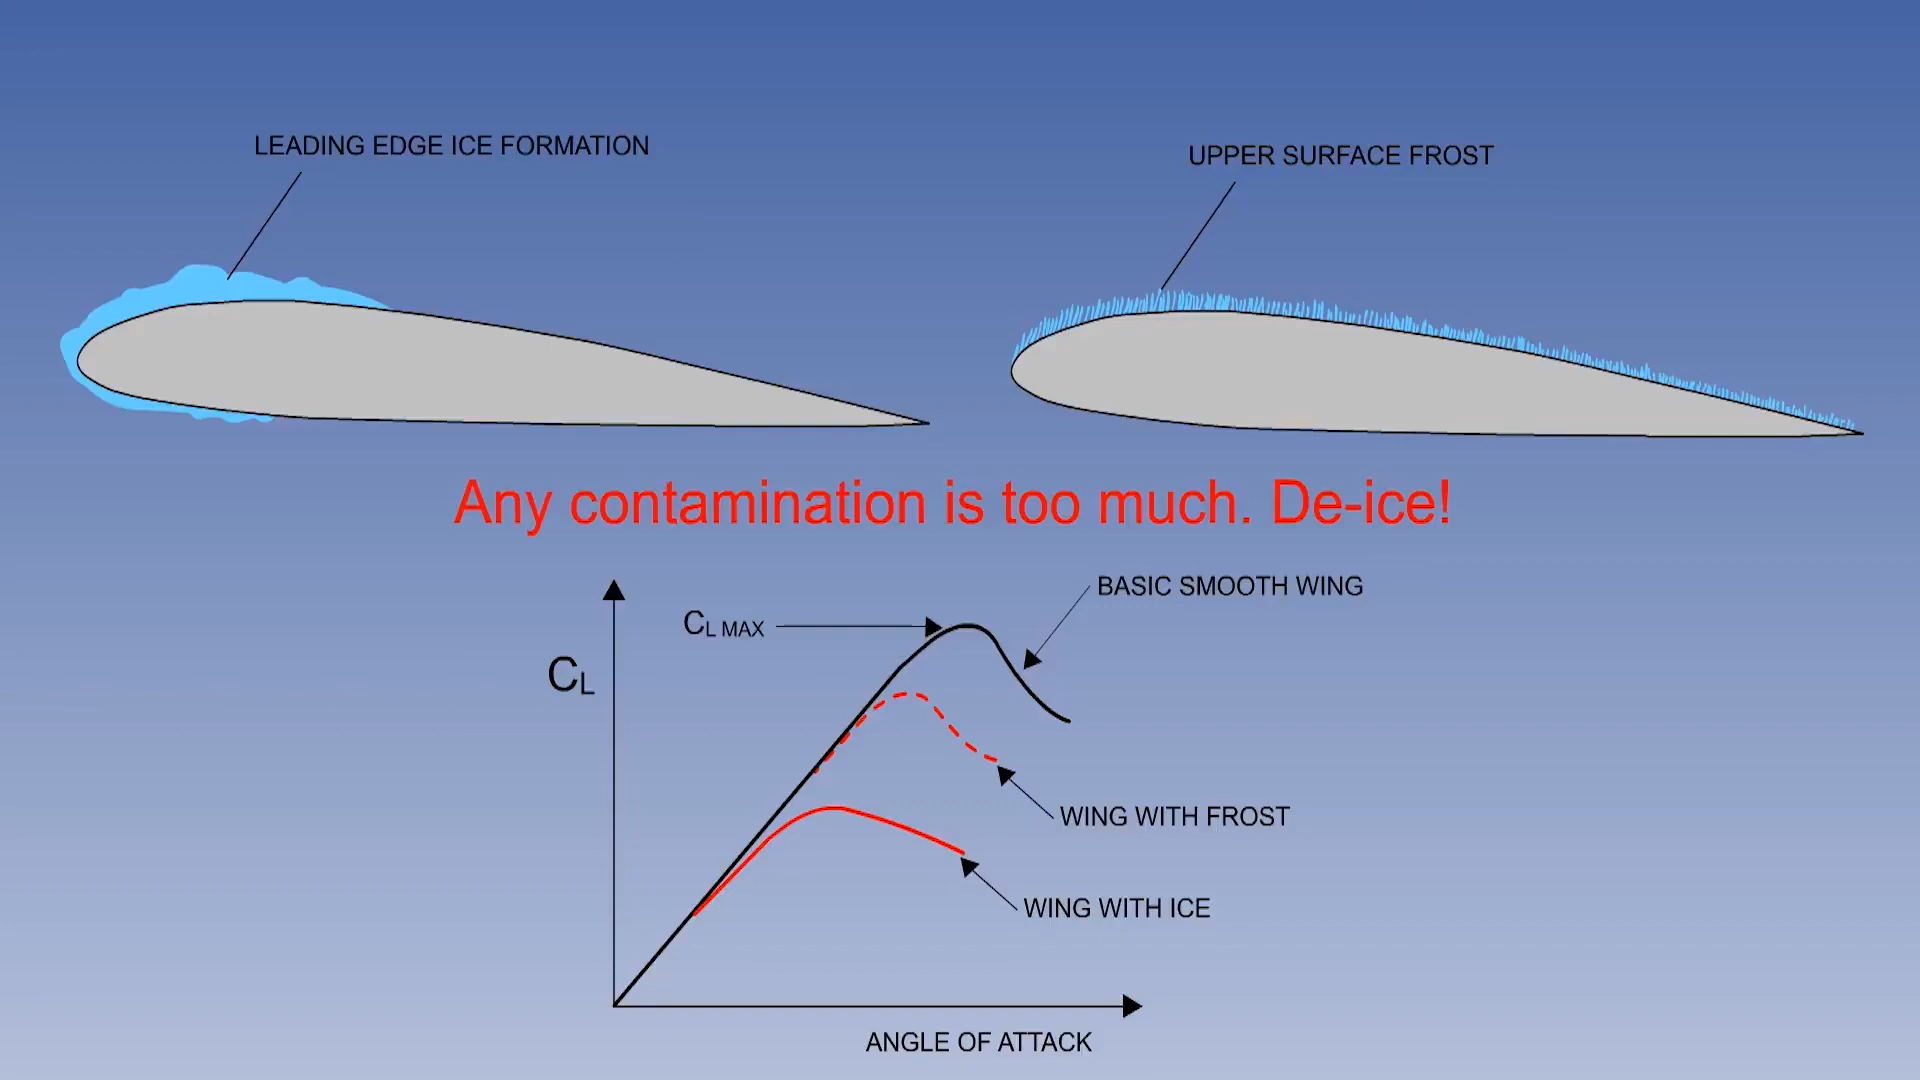 LEADING EDGE ICE FORMATION
UPPER SURFACE FROST
Any contamination is too much. De-ice!
BASIC SMOOTH WING
CL MAX
CL
WING WITH FROST
WING WITH ICE
ANGLE OF ATTACK